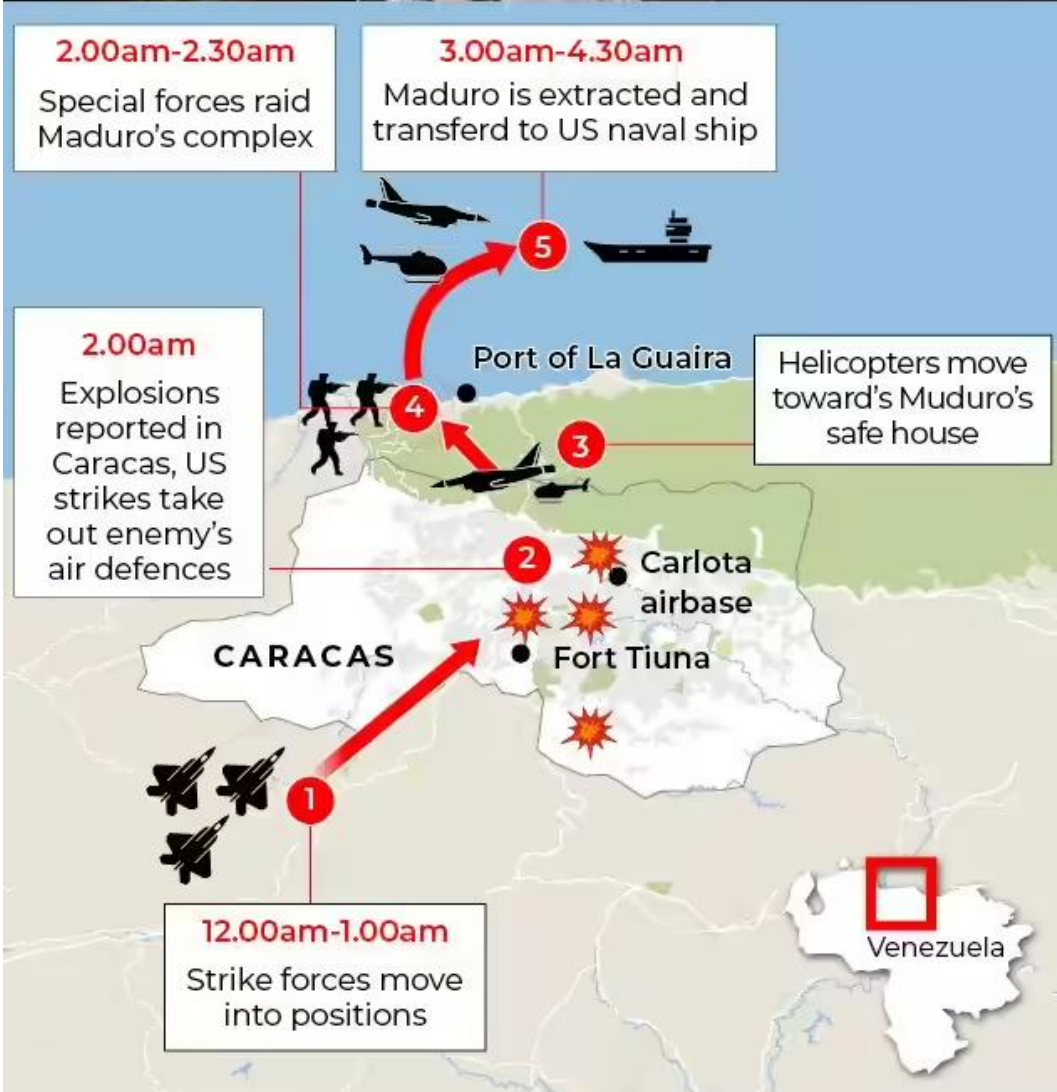 2.00am-2.30am
Special forces raid
Maduro's complex
3.00am-4.30am
Maduro is extracted and
transferd to US naval ship
5
2.00am
Explosions
reported in
Caracas, US
strikes take
out enemy's
air defences
Port of La Guaira
4
3
Helicopters move
toward's Muduro's
safe house
2
Carlota
airbase
CARACAS
Fort Tiuna
1
12.00am-1.00am
Strike forces move
into positions
Venezuela